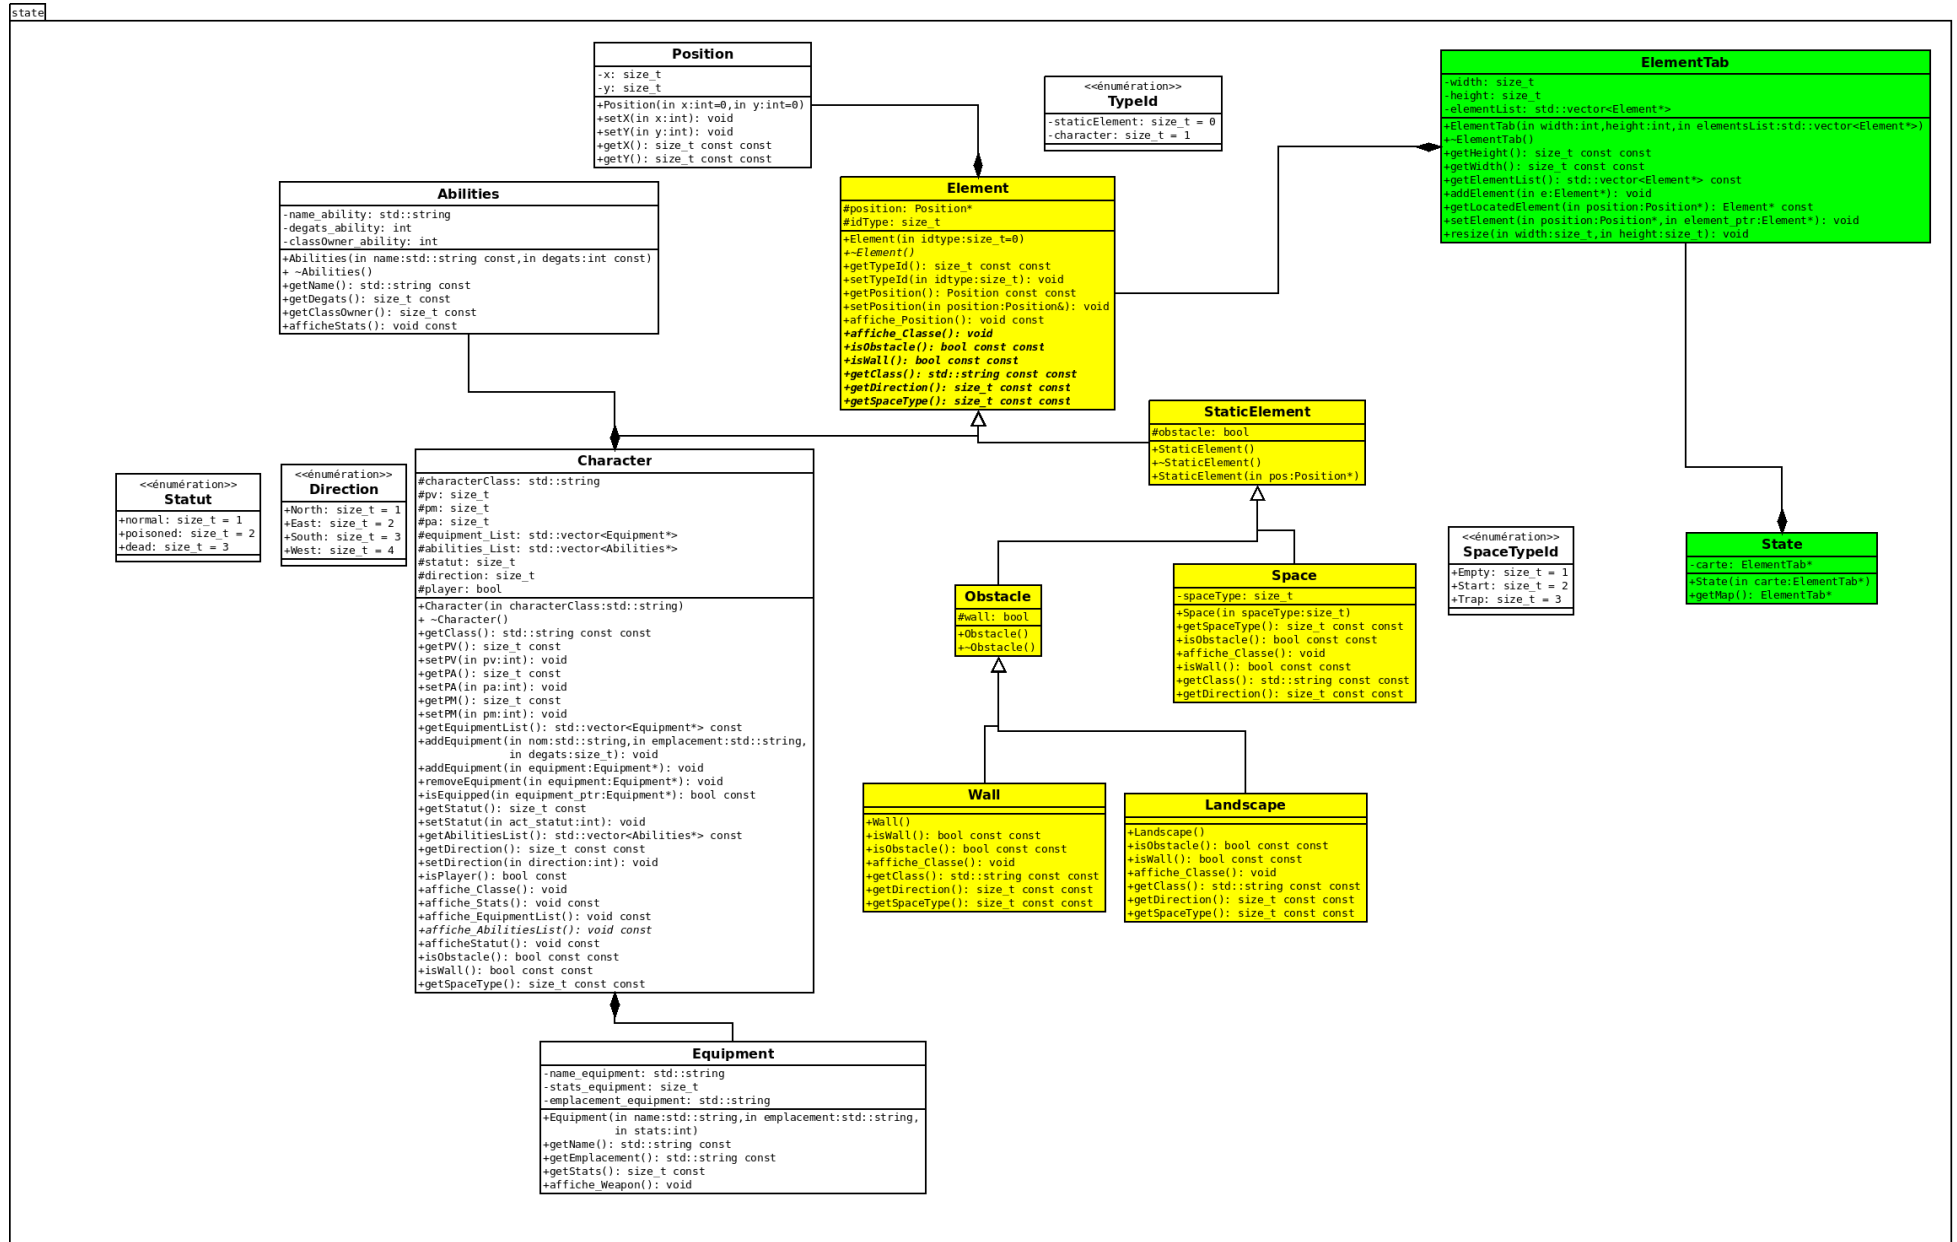 state
Position
-x: size_t
-y: size_t
+Position(in x:int=0,in y:int=0)
+setX(in x:int): void
+setY(in y:int): void
+getX(): size_t const const
+getY(): size_t const const
<<énumération>>
TypeId
-staticElement: size_t = 0
-character: size_t = 1
ElementTab
-width: size_t
-height: size_t
-elementList: std::vector<Element*>
+ElementTab(in width:int,height:int,in elementsList:std::vector<Element*>)
+~ElementTab()
+getHeight(): size_t const const
+getWidth(): size_t const const
+getElementList(): std::vector<Element*> const
+addElement(in e:Element*): void
+getLocatedElement(in position:Position*): Element* const
+setElement(in position:Position*,in element_ptr:Element*): void
+resize(in width:size_t,in height:size_t): void
Abilities
-name_ability: std::string
-degats_ability: int
-classOwner_ability: int
+Abilities(in name:std::string const,in degats:int const)
+ ~Abilities()
+getName(): std::string const
+getDegats(): size_t const
+getClassOwner(): size_t const
+afficheStats(): void const
Element
#position: Position*
#idType: size_t
+Element(in idtype:size_t=0)
+~Element()
+getTypeId(): size_t const const
+setTypeId(in idtype:size_t): void
+getPosition(): Position const const
+setPosition(in position:Position&): void
+affiche_Position(): void const
+affiche_Classe(): void
+isObstacle(): bool const const
+isWall(): bool const const
+getClass(): std::string const const
+getDirection(): size_t const const
+getSpaceType(): size_t const const
StaticElement
#obstacle: bool
+StaticElement()
+~StaticElement()
+StaticElement(in pos:Position*)
<<énumération>>
Statut
+normal: size_t = 1
+poisoned: size_t = 2
+dead: size_t = 3
<<énumération>>
Direction
+North: size_t = 1
+East: size_t = 2
+South: size_t = 3
+West: size_t = 4
Character
#characterClass: std::string
#pv: size_t
#pm: size_t
#pa: size_t
#equipment_List: std::vector<Equipment*>
#abilities_List: std::vector<Abilities*>
#statut: size_t
#direction: size_t
#player: bool
+Character(in characterClass:std::string)
+ ~Character()
+getClass(): std::string const const
+getPV(): size_t const
+setPV(in pv:int): void
+getPA(): size_t const
+setPA(in pa:int): void
+getPM(): size_t const
+setPM(in pm:int): void
+getEquipmentList(): std::vector<Equipment*> const
+addEquipment(in nom:std::string,in emplacement:std::string,
in degats:size_t): void
+addEquipment(in equipment:Equipment*): void
+removeEquipment(in equipment:Equipment*): void
+isEquipped(in equipment_ptr:Equipment*): bool const
+getStatut(): size_t const
+setStatut(in act_statut:int): void
+getAbilitiesList(): std::vector<Abilities*> const
+getDirection(): size_t const const
+setDirection(in direction:int): void
+isPlayer(): bool const
+affiche_Classe(): void
+affiche_Stats(): void const
+affiche_EquipmentList(): void const
+affiche_AbilitiesList(): void const
+afficheStatut(): void const
+isObstacle(): bool const const
+isWall(): bool const const
+getSpaceType(): size_t const const
Obstacle
#wall: bool
+Obstacle()
+~Obstacle()
Space
-spaceType: size_t
+Space(in spaceType:size_t)
+getSpaceType(): size_t const const
+isObstacle(): bool const const
+affiche_Classe(): void
+isWall(): bool const const
+getClass(): std::string const const
+getDirection(): size_t const const
<<énumération>>
SpaceTypeId
+Empty: size_t = 1
+Start: size_t = 2
+Trap: size_t = 3
State
-carte: ElementTab*
+State(in carte:ElementTab*)
+getMap(): ElementTab*
Wall
+Wall()
+isWall(): bool const const
+isObstacle(): bool const const
+affiche_Classe(): void
+getClass(): std::string const const
+getDirection(): size_t const const
+getSpaceType(): size_t const const
Landscape
+Landscape()
+isObstacle(): bool const const
+isWall(): bool const const
+affiche_Classe(): void
+getClass(): std::string const const
+getDirection(): size_t const const
+getSpaceType(): size_t const const
Equipment
-name_equipment: std::string
-stats_equipment: size_t
-emplacement_equipment: std::string
+Equipment(in name:std::string,in emplacement:std::string,
in stats:int)
+getName(): std::string const
+getEmplacement(): std::string const
+getStats(): size_t const
+affiche_Weapon(): void